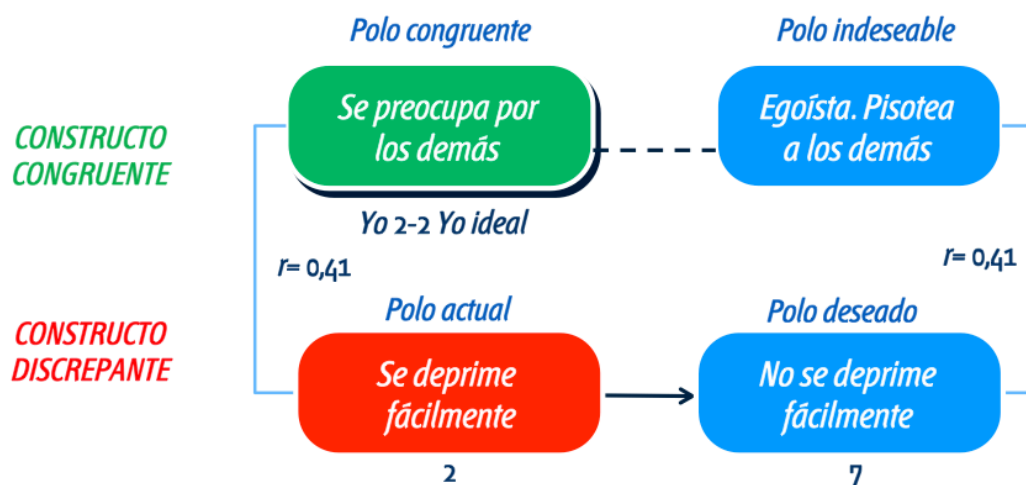 Polo congruente
Polo indeseable
CONSTRUCTO
CONGRUENTE
Se preocupa por
los demás
Egoísta. Pisotea
a los demás
Yo 2-2 Yo ideal
r= 0,41
r= 0,41
CONSTRUCTO
DISCREPANTE
Polo actual
Polo deseado
Se deprime
fácilmente
No se deprime
fácilmente
2
7